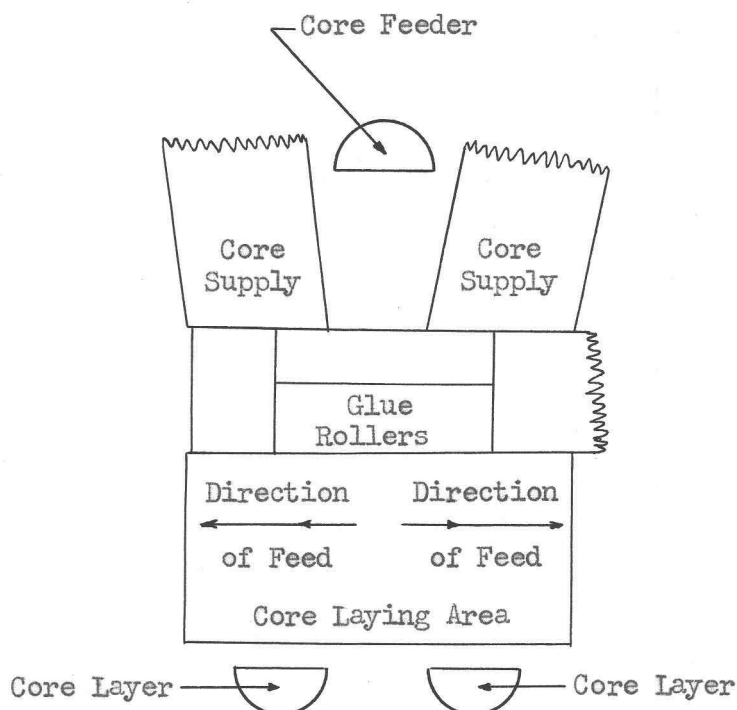 Core Feeder
Core
Supply
Core
Supply
Glue
Rollers
Direction
of Feed
Direction
of Feed
Core Laying Area
Core Layer
Core Layer